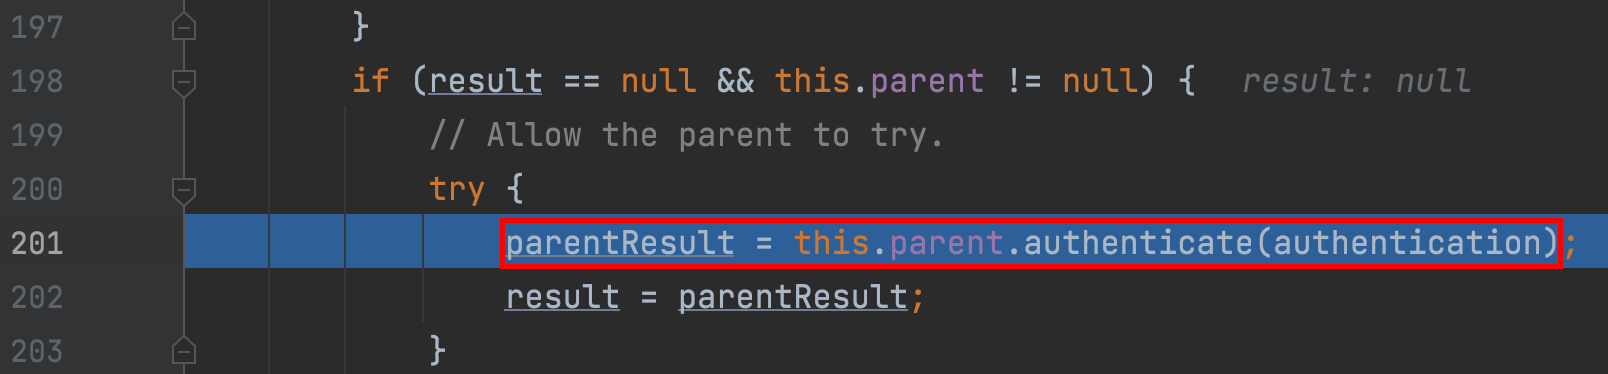 197 }
198 if (result == null && this.parent != null) { result: null
199 // Allow the parent to try.
200 try {
201 parentResult = this.parent.authenticate(authentication);
202 result = parentResult;
203 }